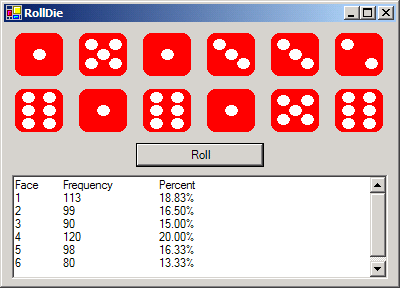 RollDie
Roll
Face Frequency Percent
1 113 18.83%
2 99 16.50%
3 90 15.00%
4 120 20.00%
5 98 16.33%
6 80 13.33%